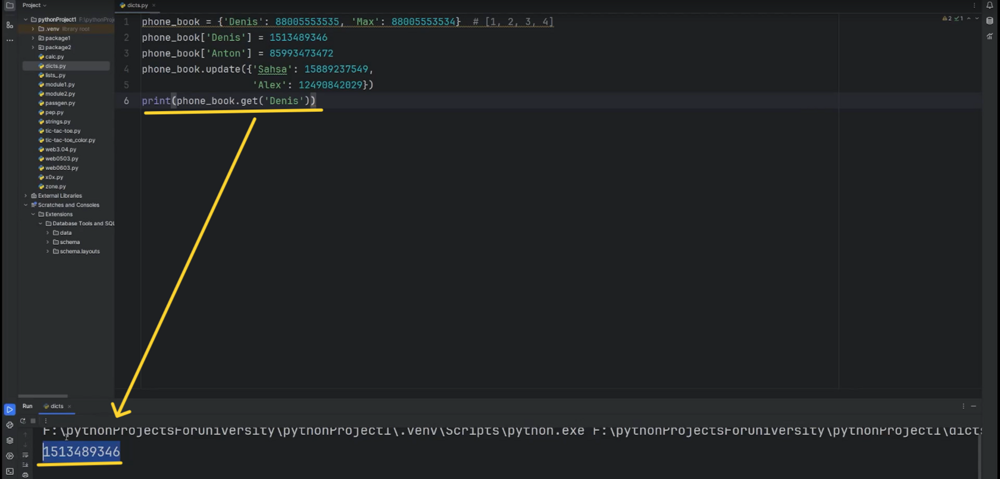 Project
dicts.py
pythonProject1 F:\pythonProj
.venv library root
package1
package2
calc.py
dicts.py
lists_.py
module1.py
module2.py
passgen.py
pep.py
strings.py
tic-tac-toe.py
tic-tac-toe_color.py
web3.04.py
web0503.py
web0603.py
x0x.py
zone.py
External Libraries
Scratches and Consoles
Extensions
Database Tools and SQL
data
schema
schema.layouts
1 phone_book = {'Denis': 88005553535, 'Max': 88005553534} # [1, 2, 3, 4]
2 phone_book['Denis'] = 1513489346
3 phone_book['Anton'] = 85993473472
4 phone_book.update({'Sahsa': 15889237549,
5 'Alex': 12490842029})
6 print(phone_book.get('Denis'))
2 1
Run dicts
F:\pythonProjectsForUniversity\pythonProject1\.venv\Scripts\python.exe F:\pythonProjectsForUniversity\pythonProject1\dicts
1513489346